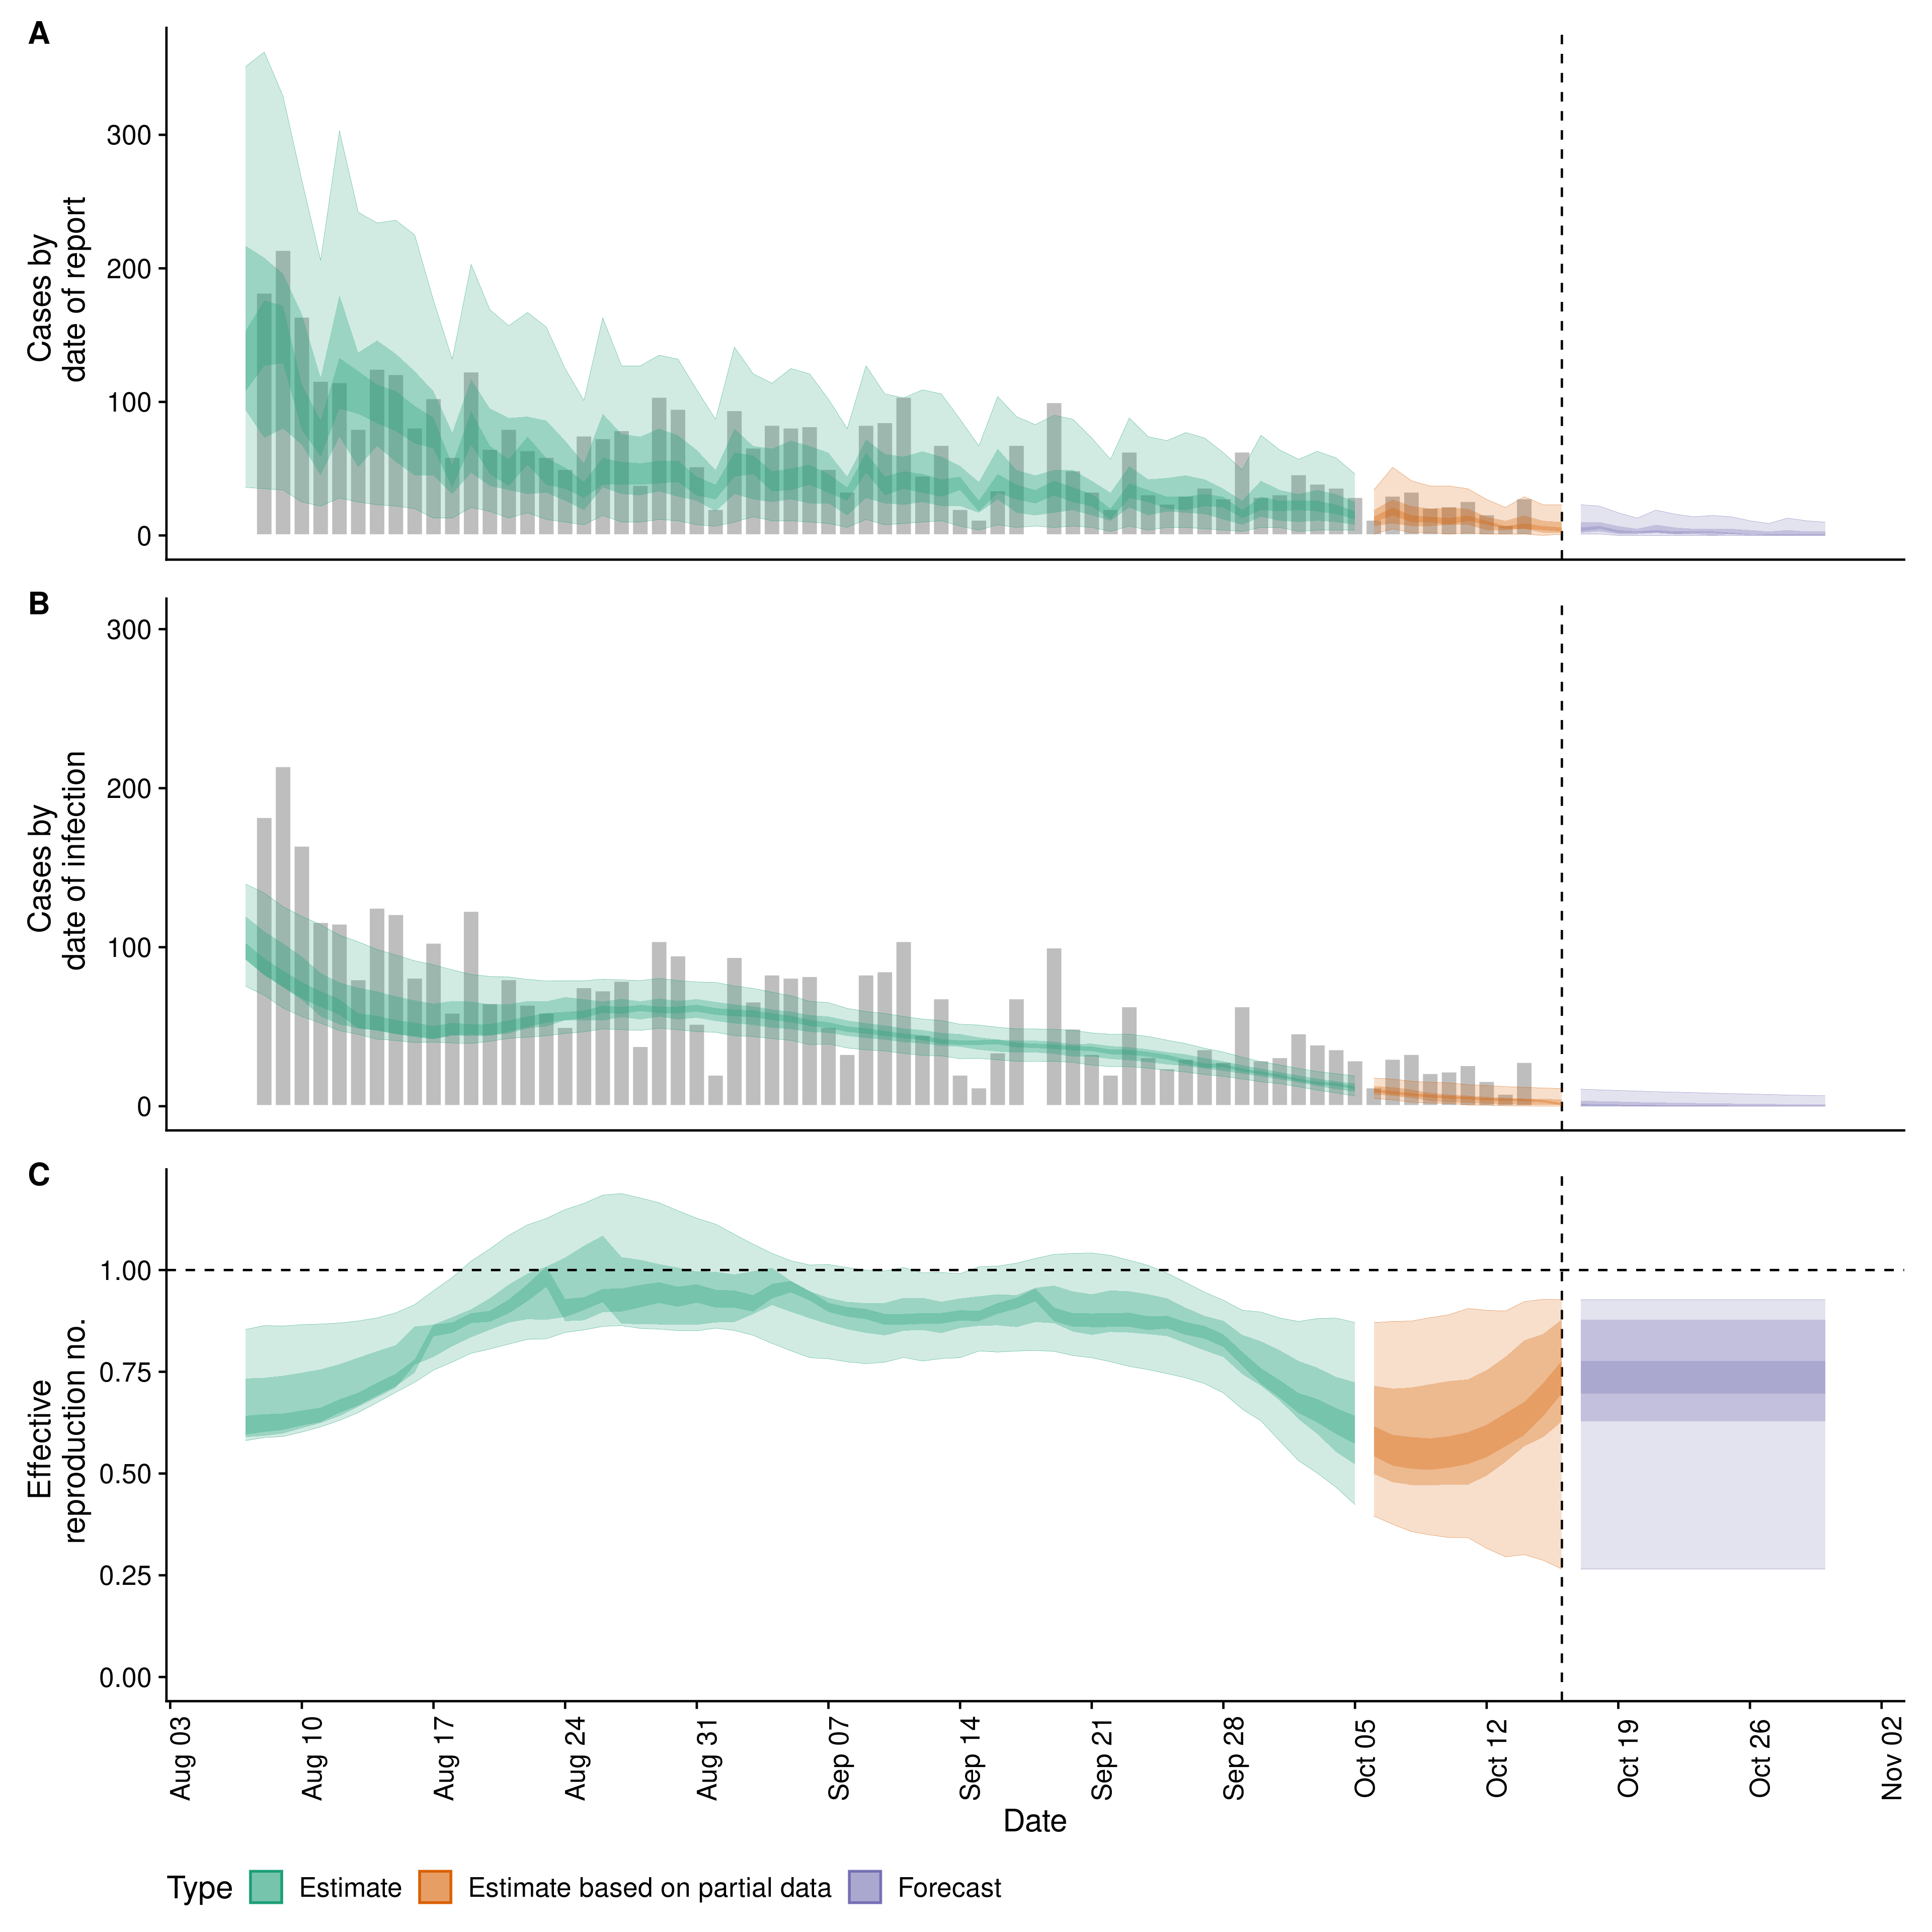 A
Cases by
date of report
300
200
100
0
B
Cases by
date of infection
300
200
100
0
C
Effective
reproduction no.
1.00
0.75
0.50
0.25
0.00
Aug 03
Aug 10
Aug 17
Aug 24
Aug 31
Sep 07
Sep 14
Sep 21
Sep 28
Oct 05
Oct 12
Oct 19
Oct 26
Nov 02
Date
Type Estimate Estimate based on partial data Forecast